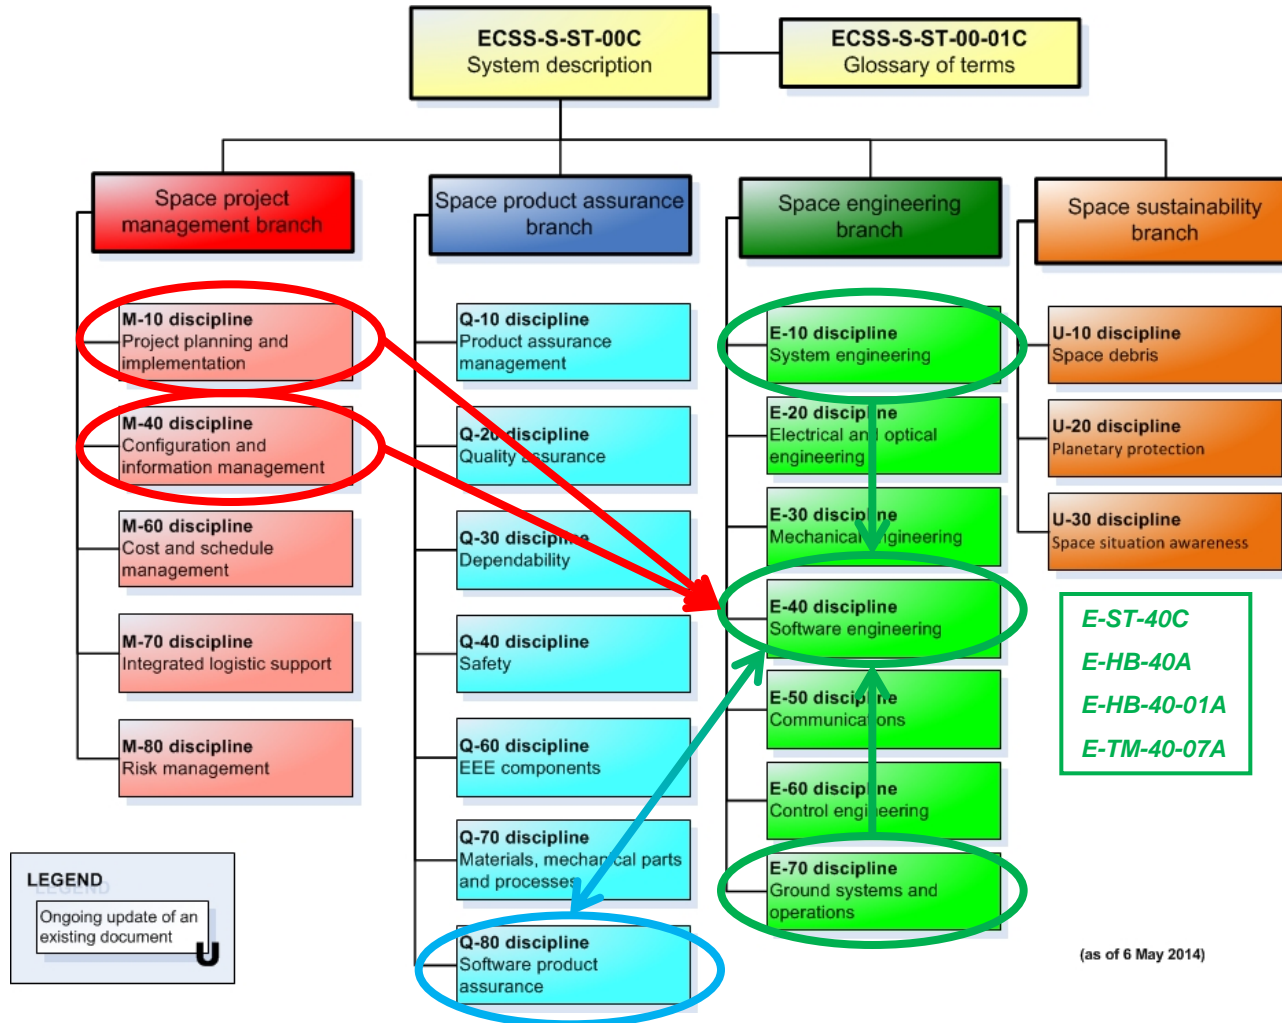 ECSS-S-ST-00C
System description
ECSS-S-ST-00-01C
Glossary of terms
Space project
management branch
M-10 discipline
Project planning and
implementation
M-40 discipline
Configuration and
information management
M-60 discipline
Cost and schedule
management
M-70 discipline
Integrated logistic support
M-80 discipline
Risk management
Space product assurance
branch
Q-10 discipline
Product assurance
management
Q-20 discipline
Quality assurance
Q-30 discipline
Dependability
Q-40 discipline
Safety
Q-60 discipline
EEE components
Q-70 discipline
Materials, mechanical parts
and processes
Q-80 discipline
Software product
assurance
Space engineering
branch
E-10 discipline
System engineering
E-20 discipline
Electrical and optical
engineering
E-30 discipline
Mechanical engineering
E-40 discipline
Software engineering
E-50 discipline
Communications
E-60 discipline
Control engineering
E-70 discipline
Ground systems and
operations
Space sustainability
branch
U-10 discipline
Space debris
U-20 discipline
Planetary protection
U-30 discipline
Space situation awareness
E-ST-40C
E-HB-40A
E-HB-40-01A
E-TM-40-07A
LEGEND
LEGEND
Ongoing update of an
existing document
U
(as of 6 May 2014)